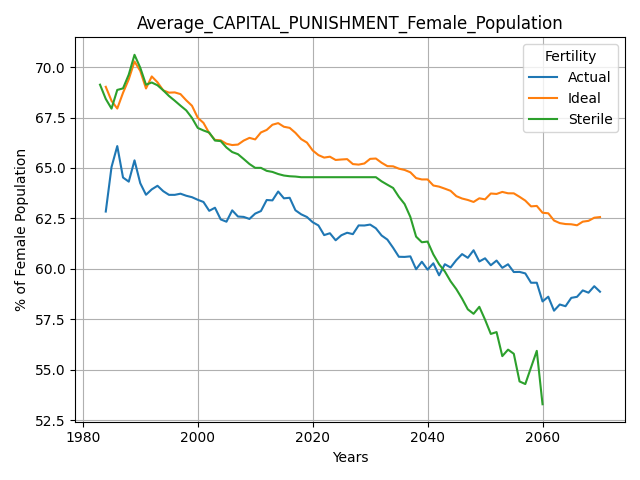 Average_CAPITAL_PUNISHMENT_Female_Population
Fertility
Actual
Ideal
Sterile
% of Female Population
70.0
67.5
65.0
62.5
60.0
57.5
55.0
52.5
1980
2000
2020
2040
2060
Years